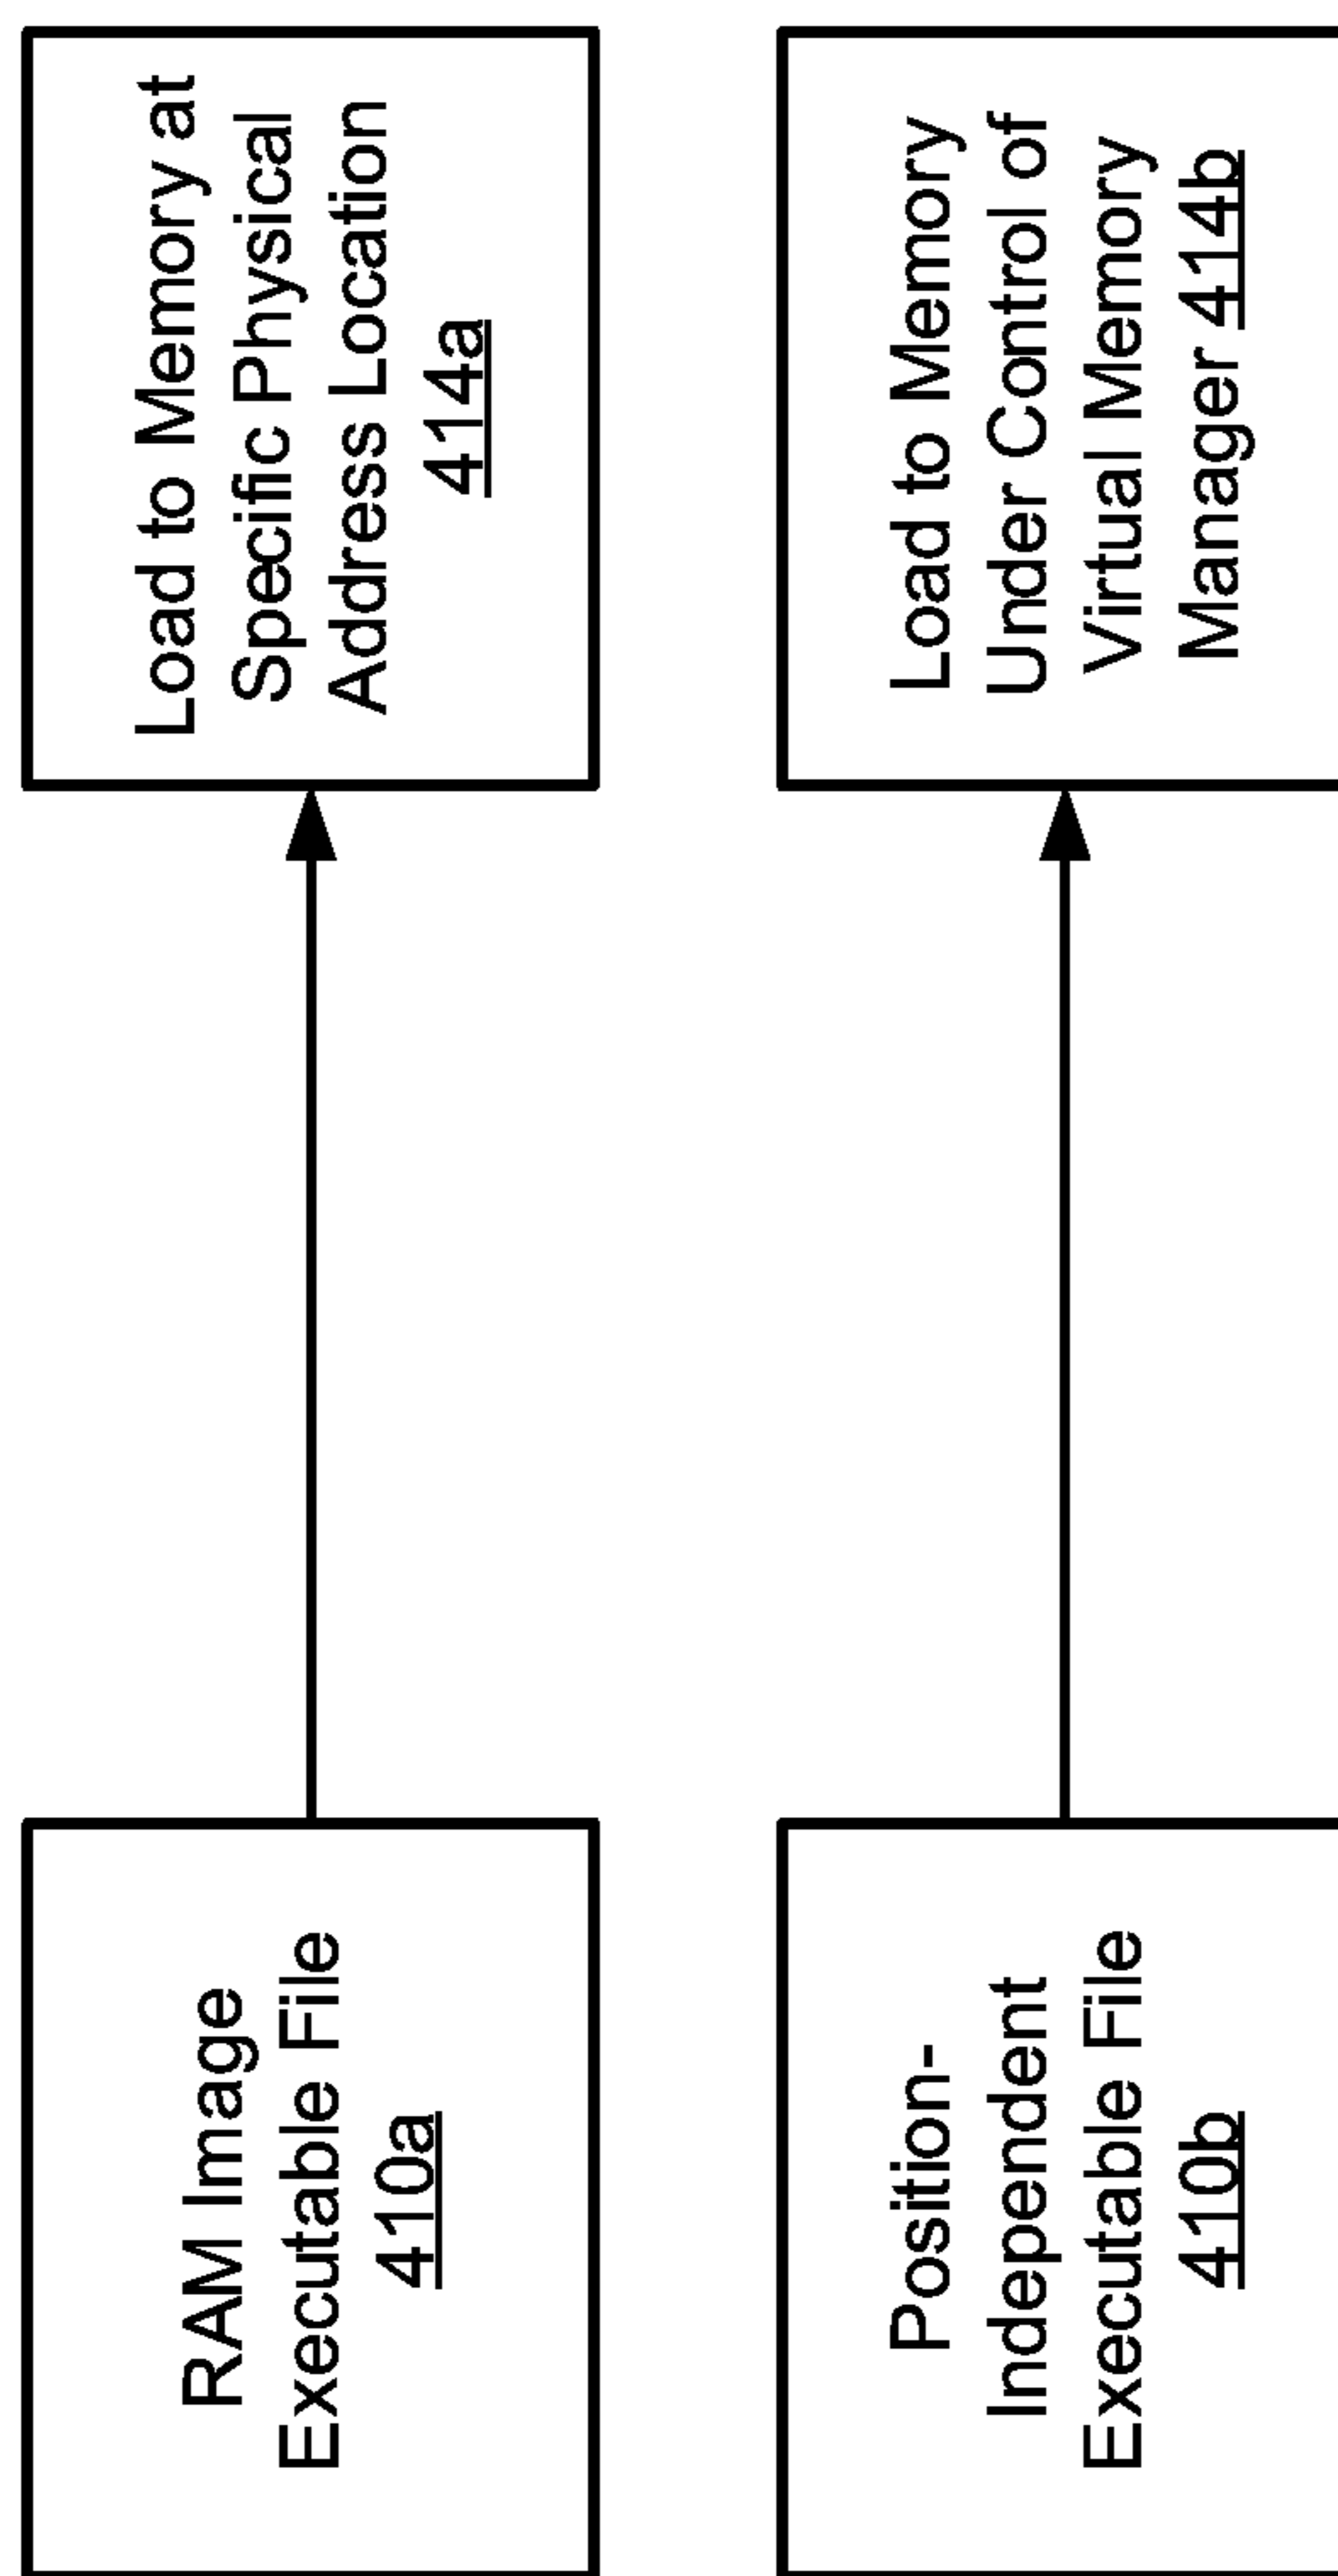 RAM Image
Executable File
410a
Load to Memory at
Specific Physical
Address Location
414a
Position-
Independent
Executable File
410b
Load to Memory
Under Control of
Virtual Memory
Manager 414b